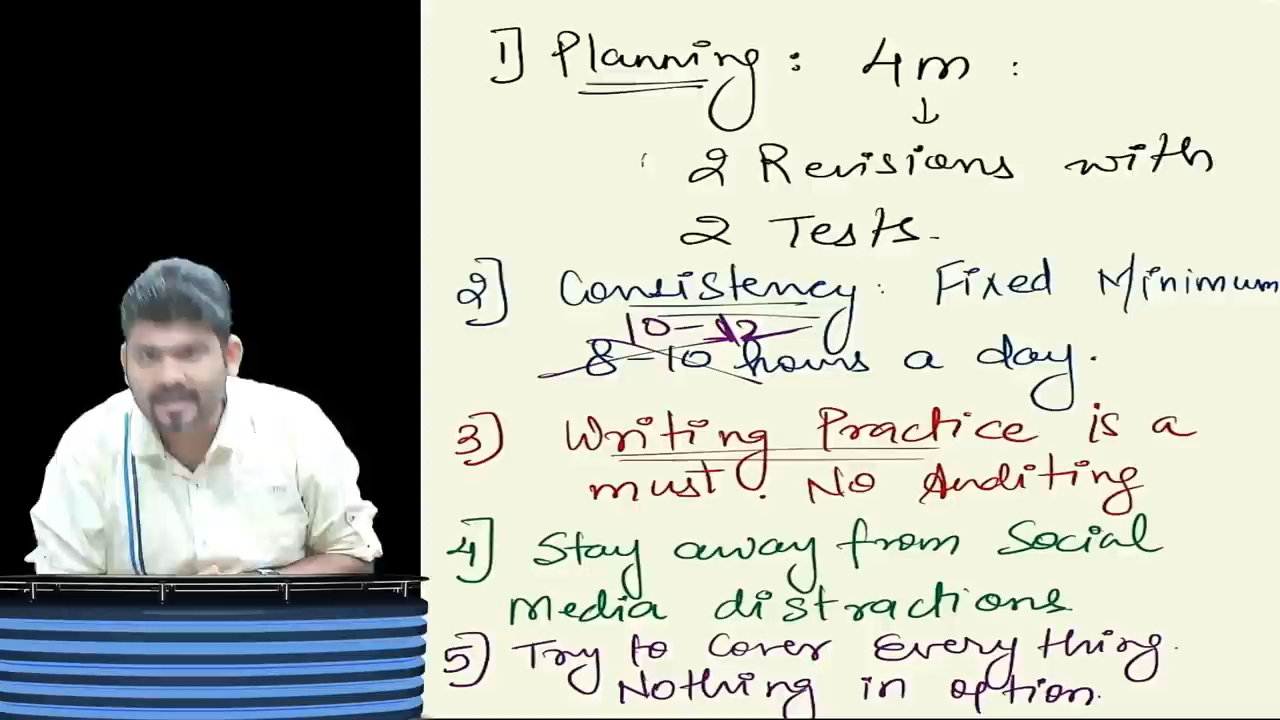 1] Planning : 4m :
↓
2 Revisions with
2 Tests.
2] Consistency : Fixed Minimum
10-12
8-10 hours a day.
3) Writing Practice is a
must. No Auditing
4] Stay away from Social
media distractions.
5) Try to cover everything.
Nothing in option.